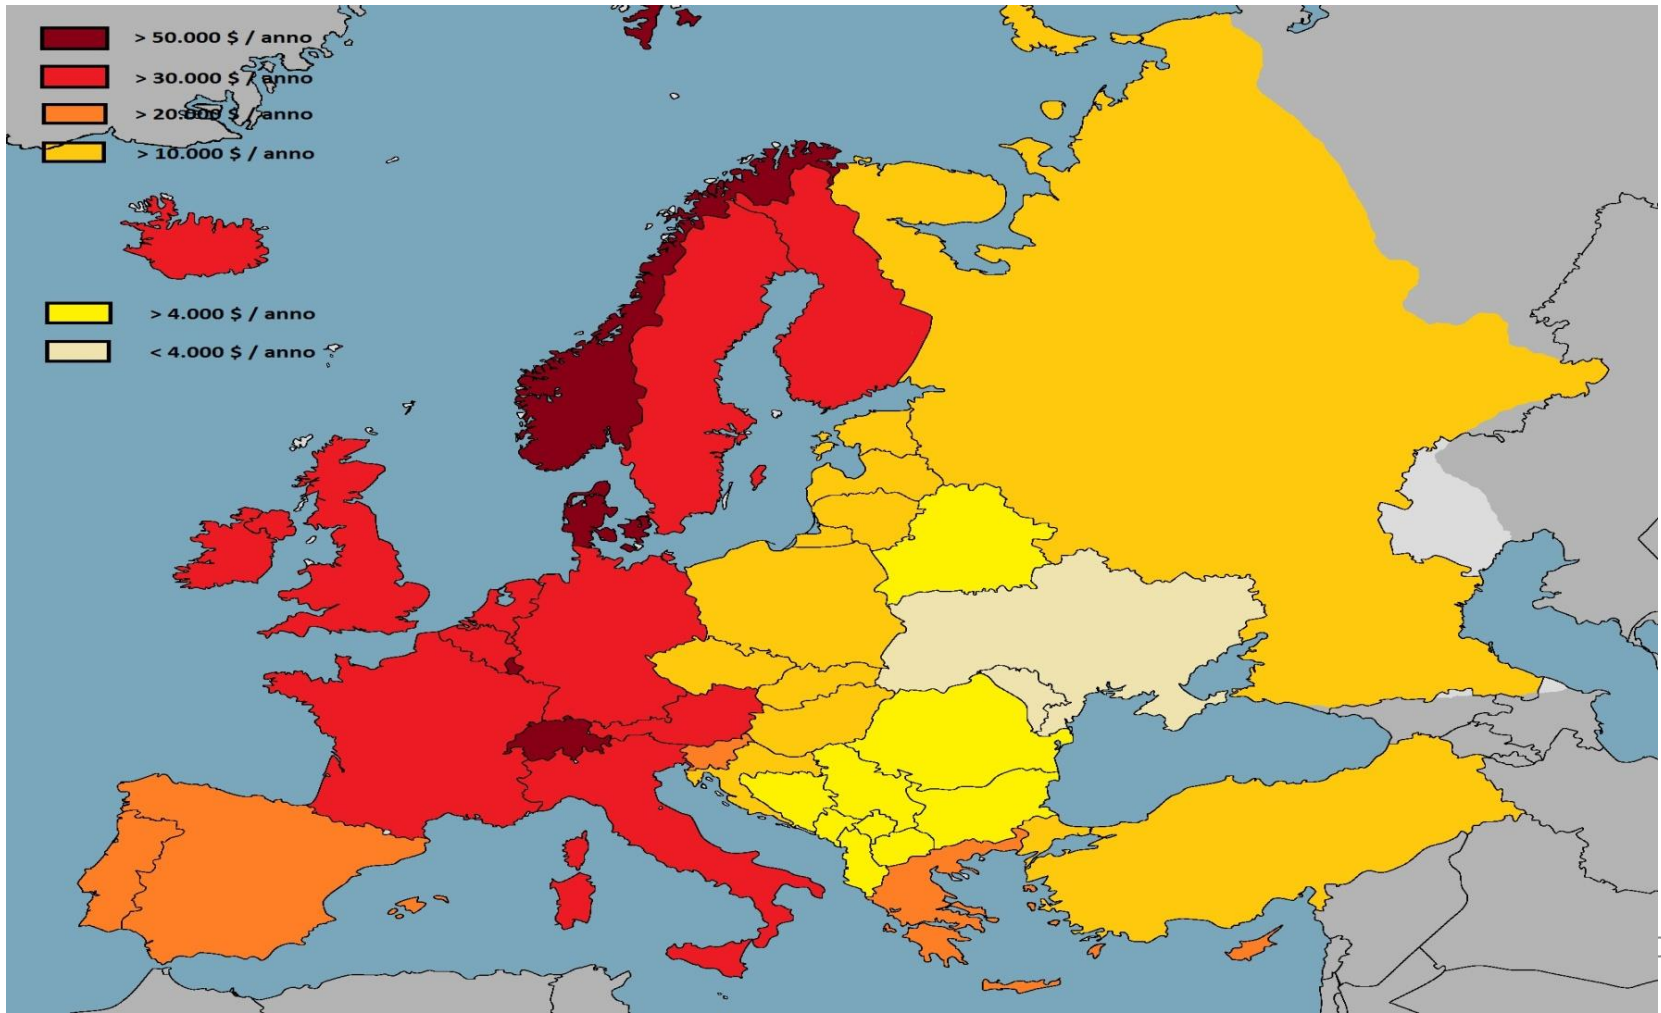 > 50.000 $ / anno
> 30.000 $ / anno
> 20.000 $ / anno
> 10.000 $ / anno
> 4.000 $ / anno
< 4.000 $ / anno